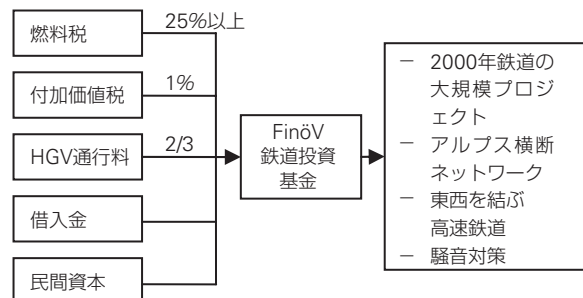 燃料税
25%以上
付加価値税
1%
HGV通行料
2/3
借入金
民間資本
FinöV
鉄道投資
基金
− 2000年鉄道の
大規模プロジ
ェクト
− アルプス横断
ネットワーク
− 東西を結ぶ
高速鉄道
− 騒音対策